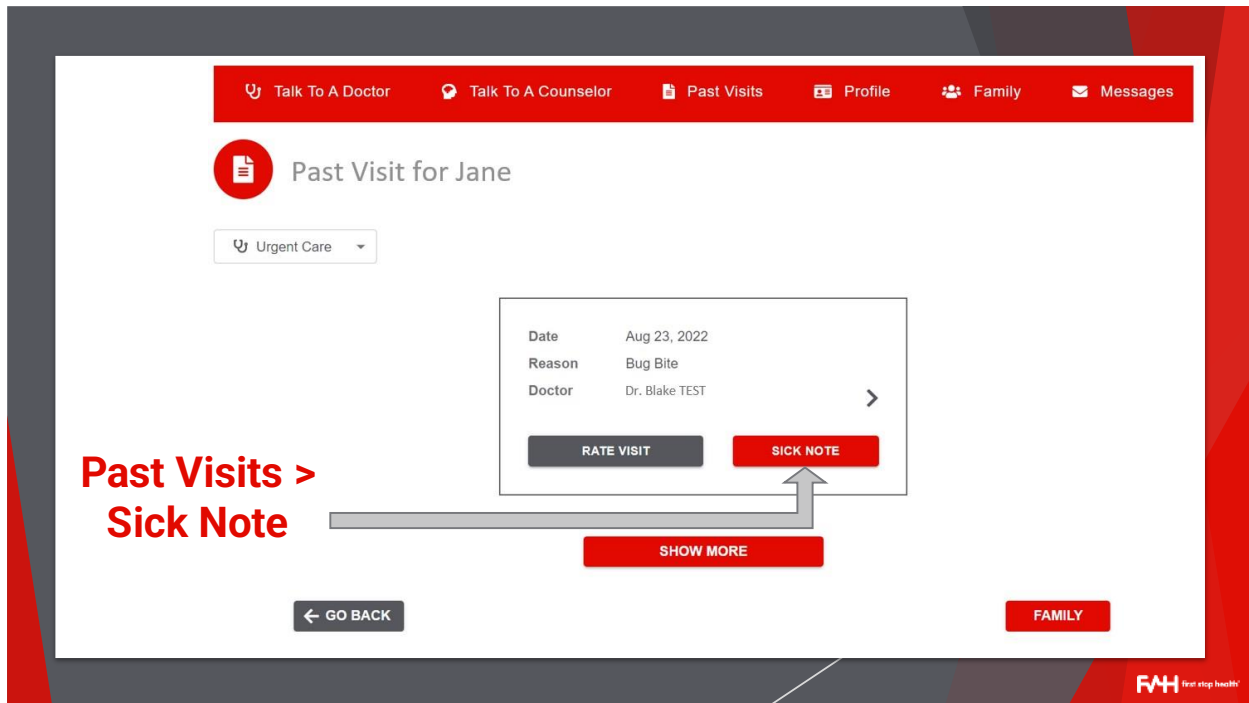 Talk To A Doctor Talk To A Counselor Past Visits Profile Family Messages
Past Visit for Jane
Urgent Care
Date Aug 23, 2022
Reason Bug Bite
Doctor Dr. Blake TEST
RATE VISIT SICK NOTE
Past Visits >
Sick Note
SHOW MORE
GO BACK FAMILY
first stop health